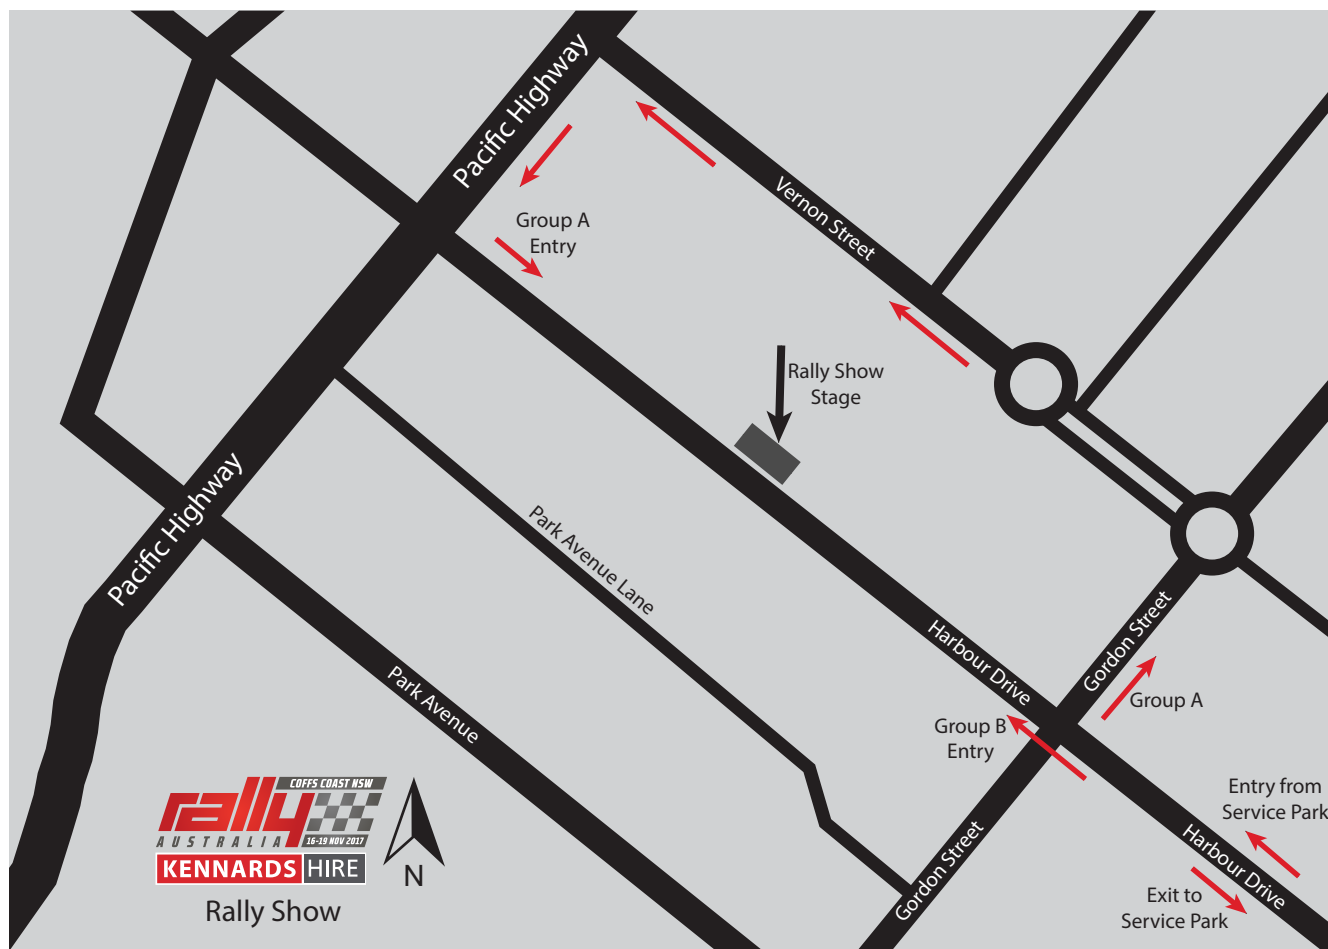 Pacific Highway
Vernon Street
Group A
Entry
Rally Show
Stage
Pacific Highway
Park Avenue Lane
Park Avenue
Harbour Drive
Gordon Street
Group A
Group B
Entry
Entry from
Service Park
Harbour Drive
Gordon Street
Exit to
Service Park
COFFS COAST NSW
rally
AUSTRALIA
16-19 NOV 2017
KENNARDS HIRE
N
Rally Show